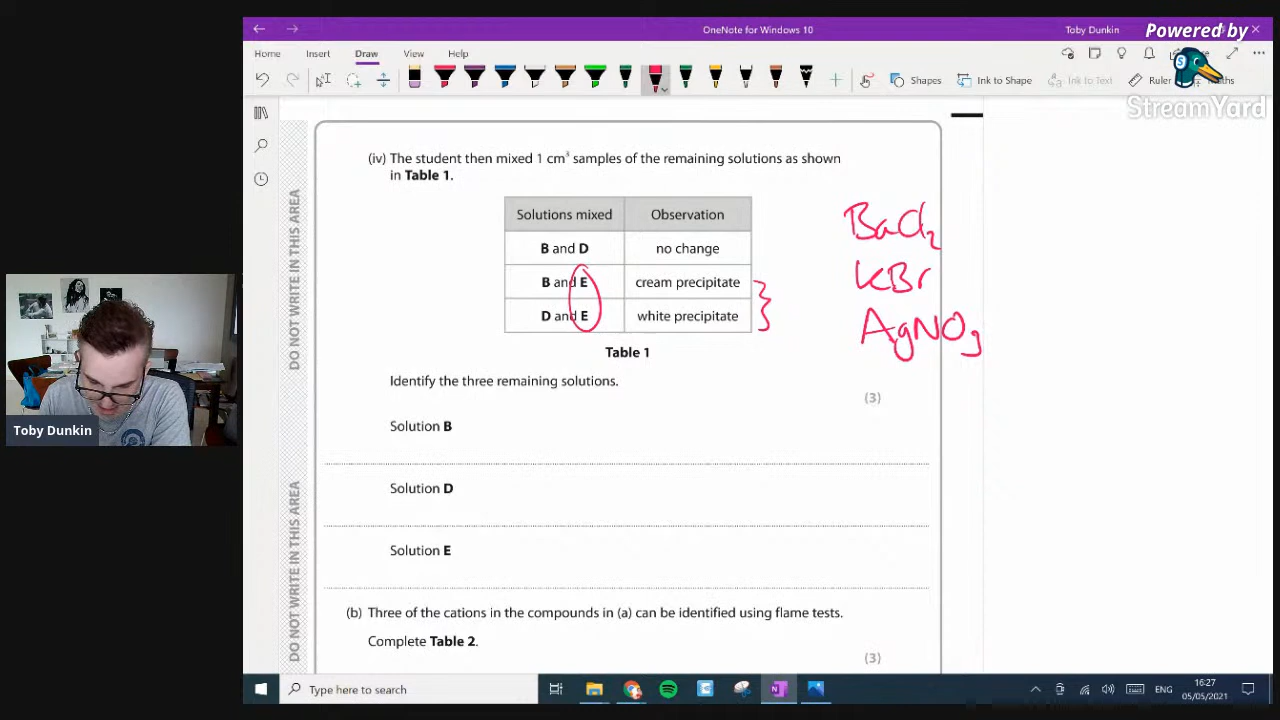 OneNote for Windows 10
Toby Dunkin
Powered by
StreamYard
Home
Insert
Draw
View
Help
Shapes
Ink to Shape
Ink to Text
Ruler
(iv) The student then mixed 1 cm³ samples of the remaining solutions as shown
in Table 1.
Solutions mixed Observation
B and D no change
B and E cream precipitate
D and E white precipitate
Table 1
BaCl₂
KBr
AgNO₃
Identify the three remaining solutions.
(3)
Solution B
Solution D
Solution E
(b) Three of the cations in the compounds in (a) can be identified using flame tests.
Complete Table 2.
(3)
DO NOT WRITE IN THIS AREA
DO NOT WRITE IN THIS AREA
Toby Dunkin
Type here to search
ENG
16:27
05/05/2021